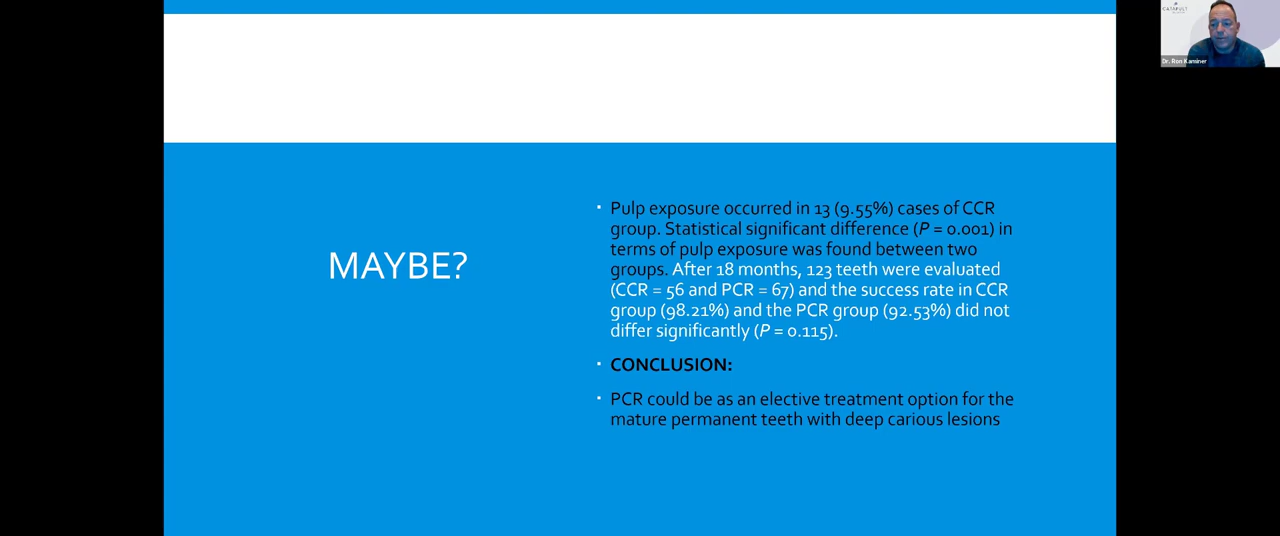 CATAPULT
Dr. Ron Kaminer
MAYBE?
Pulp exposure occurred in 13 (9.55%) cases of CCR
group. Statistical significant difference (P = 0.001) in
terms of pulp exposure was found between two
groups. After 18 months, 123 teeth were evaluated
(CCR = 56 and PCR = 67) and the success rate in CCR
group (98.21%) and the PCR group (92.53%) did not
differ significantly (P = 0.115).
CONCLUSION:
PCR could be as an elective treatment option for the
mature permanent teeth with deep carious lesions